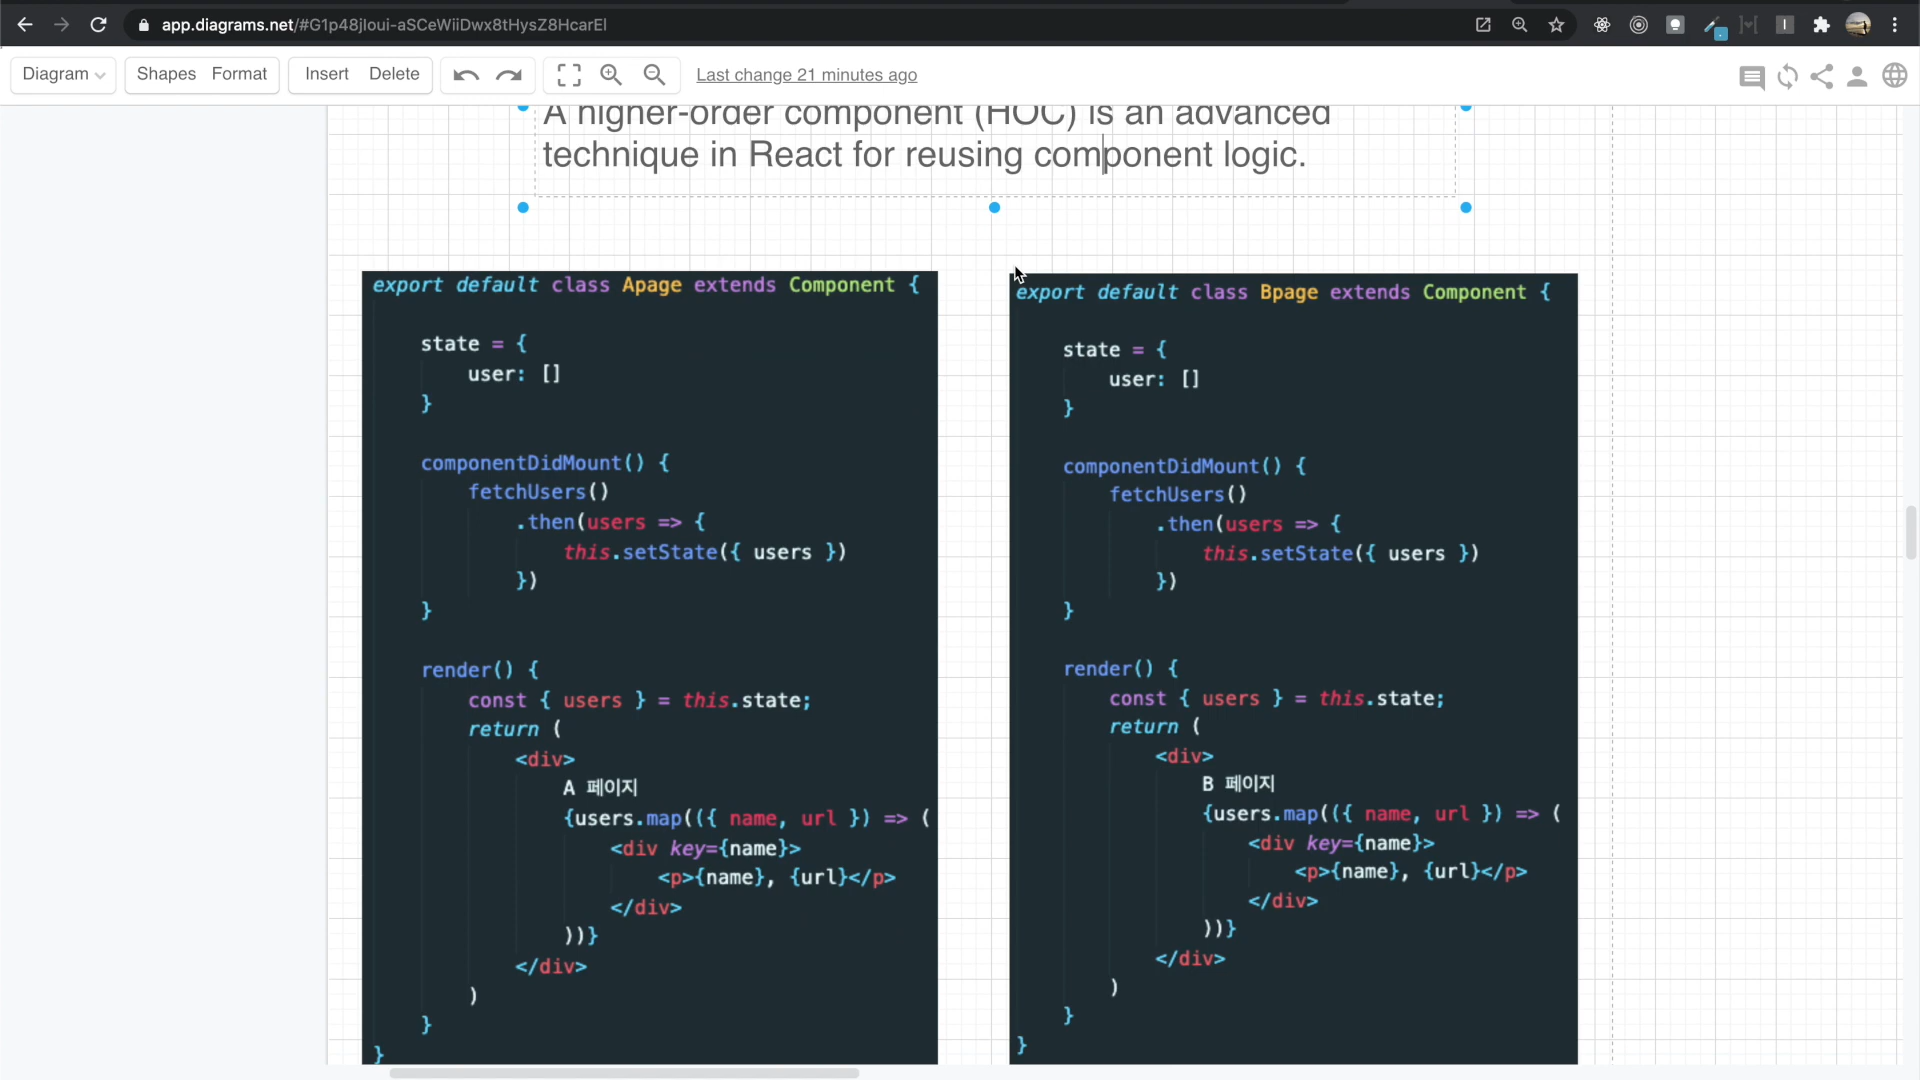 app.diagrams.net/#G1p48jIoui-aSCeWiiDwx8tHysZ8HcarEl
Diagram
Shapes Format
Insert Delete
Last change 21 minutes ago
A higher-order component (HOC) is an advanced
technique in React for reusing component logic.
export default class Apage extends Component {
state = {
user: []
}
componentDidMount() {
fetchUsers()
.then(users => {
this.setState({ users })
})
}
render() {
const { users } = this.state;
return (
<div>
A 페이지
{users.map(({ name, url }) => (
<div key={name}>
<p>{name}, {url}</p>
</div>
))}
</div>
)
}
}
export default class Bpage extends Component {
state = {
user: []
}
componentDidMount() {
fetchUsers()
.then(users => {
this.setState({ users })
})
}
render() {
const { users } = this.state;
return (
<div>
B 페이지
{users.map(({ name, url }) => (
<div key={name}>
<p>{name}, {url}</p>
</div>
))}
</div>
)
}
}